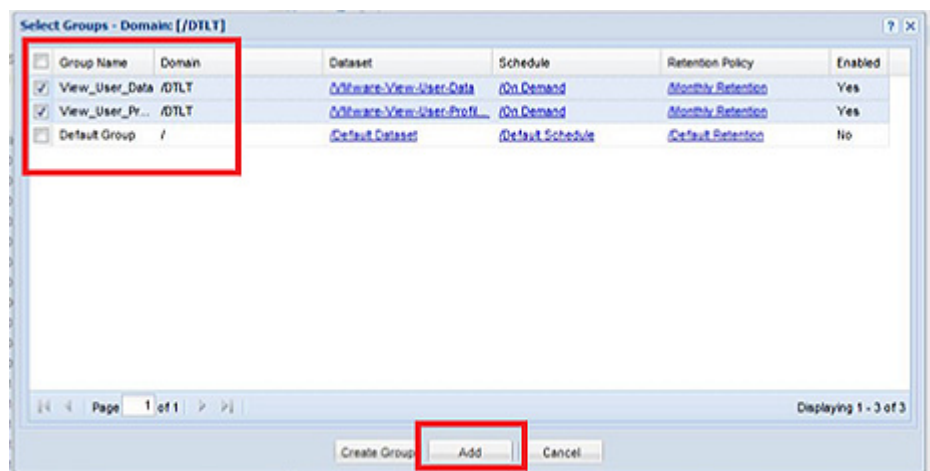 Select Groups - Domain: [/DTLT]
Group Name Domain Dataset Schedule Retention Policy Enabled
View_User_Data /DTLT /VMware-View-User-Data /On Demand /Monthly Retention Yes
View_User_Pr... /DTLT /VMware-View-User-Profil... /On Demand /Monthly Retention Yes
Default Group / /Default Dataset /Default Schedule /Default Retention No
Page 1 of 1 Displaying 1 - 3 of 3
Create Group Add Cancel